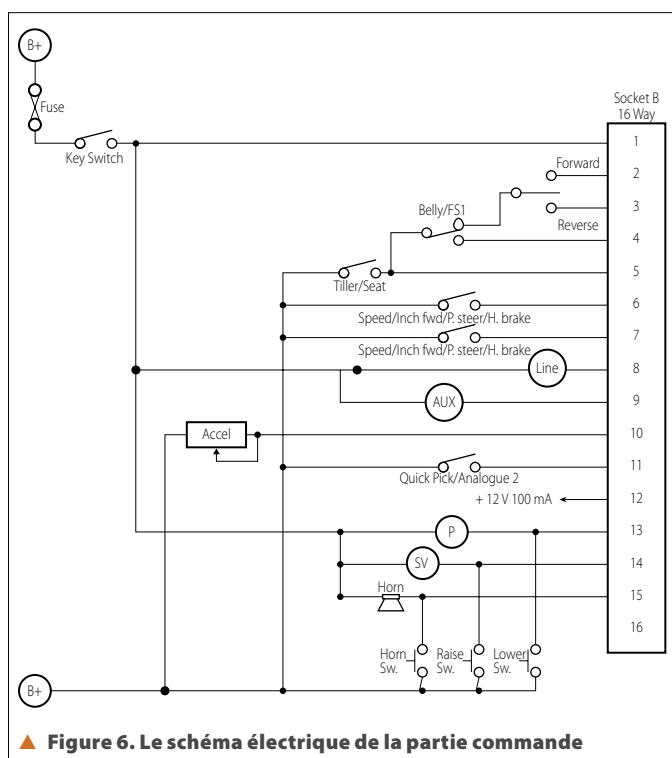 B+
Fuse
Key Switch
Socket B
16 Way
1
Forward
2
3
Reverse
Belly/FS1
4
5
Tiller/Seat
6
Speed/Inch fwd/P. steer/H. brake
7
Speed/Inch fwd/P. steer/H. brake
Line
8
AUX
9
Accel
10
11
Quick Pick/Analogue 2
+ 12 V 100 mA
12
P
13
SV
14
Horn
15
16
Horn
Sw.
Raise
Sw.
Lower
Sw.
B+
▲ Figure 6. Le schéma électrique de la partie commande